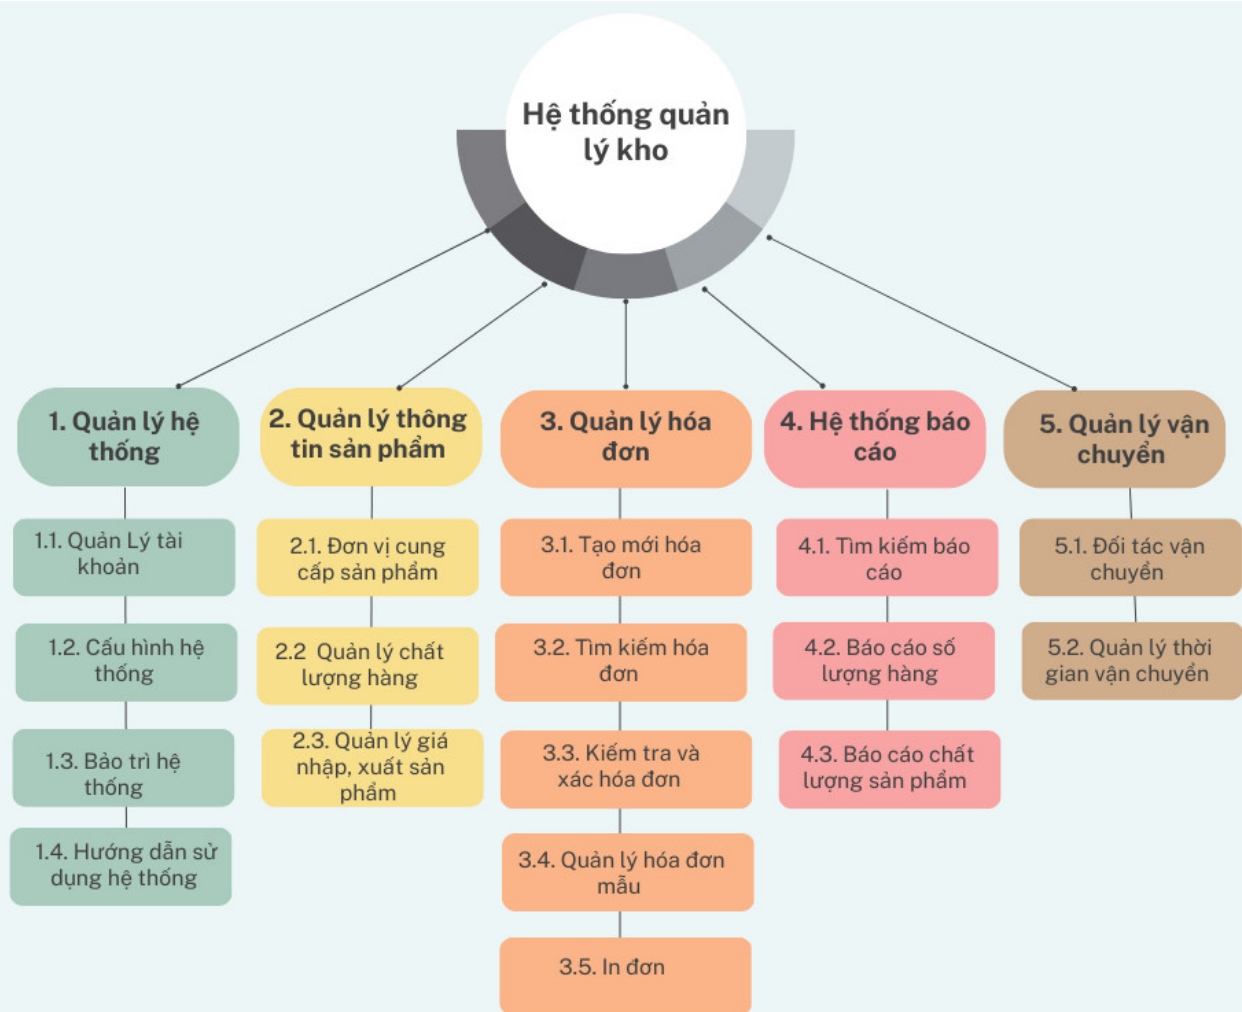 Hệ thống quản
lý kho
1. Quản lý hệ
thống
1.1. Quản Lý tài
khoản
1.2. Cấu hình hệ
thống
1.3. Bảo trì hệ
thống
1.4. Hướng dẫn sử
dụng hệ thống
2. Quản lý thông
tin sản phẩm
2.1. Đơn vị cung
cấp sản phẩm
2.2 Quản lý chất
lượng hàng
2.3. Quản lý giá
nhập, xuất sản
phẩm
3. Quản lý hóa
đơn
3.1. Tạo mới hóa
đơn
3.2. Tìm kiếm hóa
đơn
3.3. Kiếm tra và
xác hóa đơn
3.4. Quản lý hóa đơn
mẫu
3.5. In đơn
4. Hệ thống báo
cáo
4.1. Tìm kiếm báo
cáo
4.2. Báo cáo số
lượng hàng
4.3. Báo cáo chất
lượng sản phẩm
5. Quản lý vận
chuyển
5.1. Đối tác vận
chuyển
5.2. Quản lý thời
gian vận chuyển